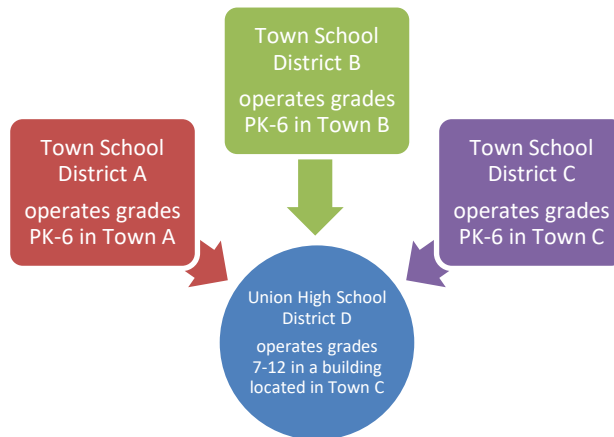 Town School
District B
operates grades
PK-6 in Town B
Town School
District A
operates grades
PK-6 in Town A
Town School
District C
operates grades
PK-6 in Town C
Union High School
District D
operates grades
7-12 in a building
located in Town C